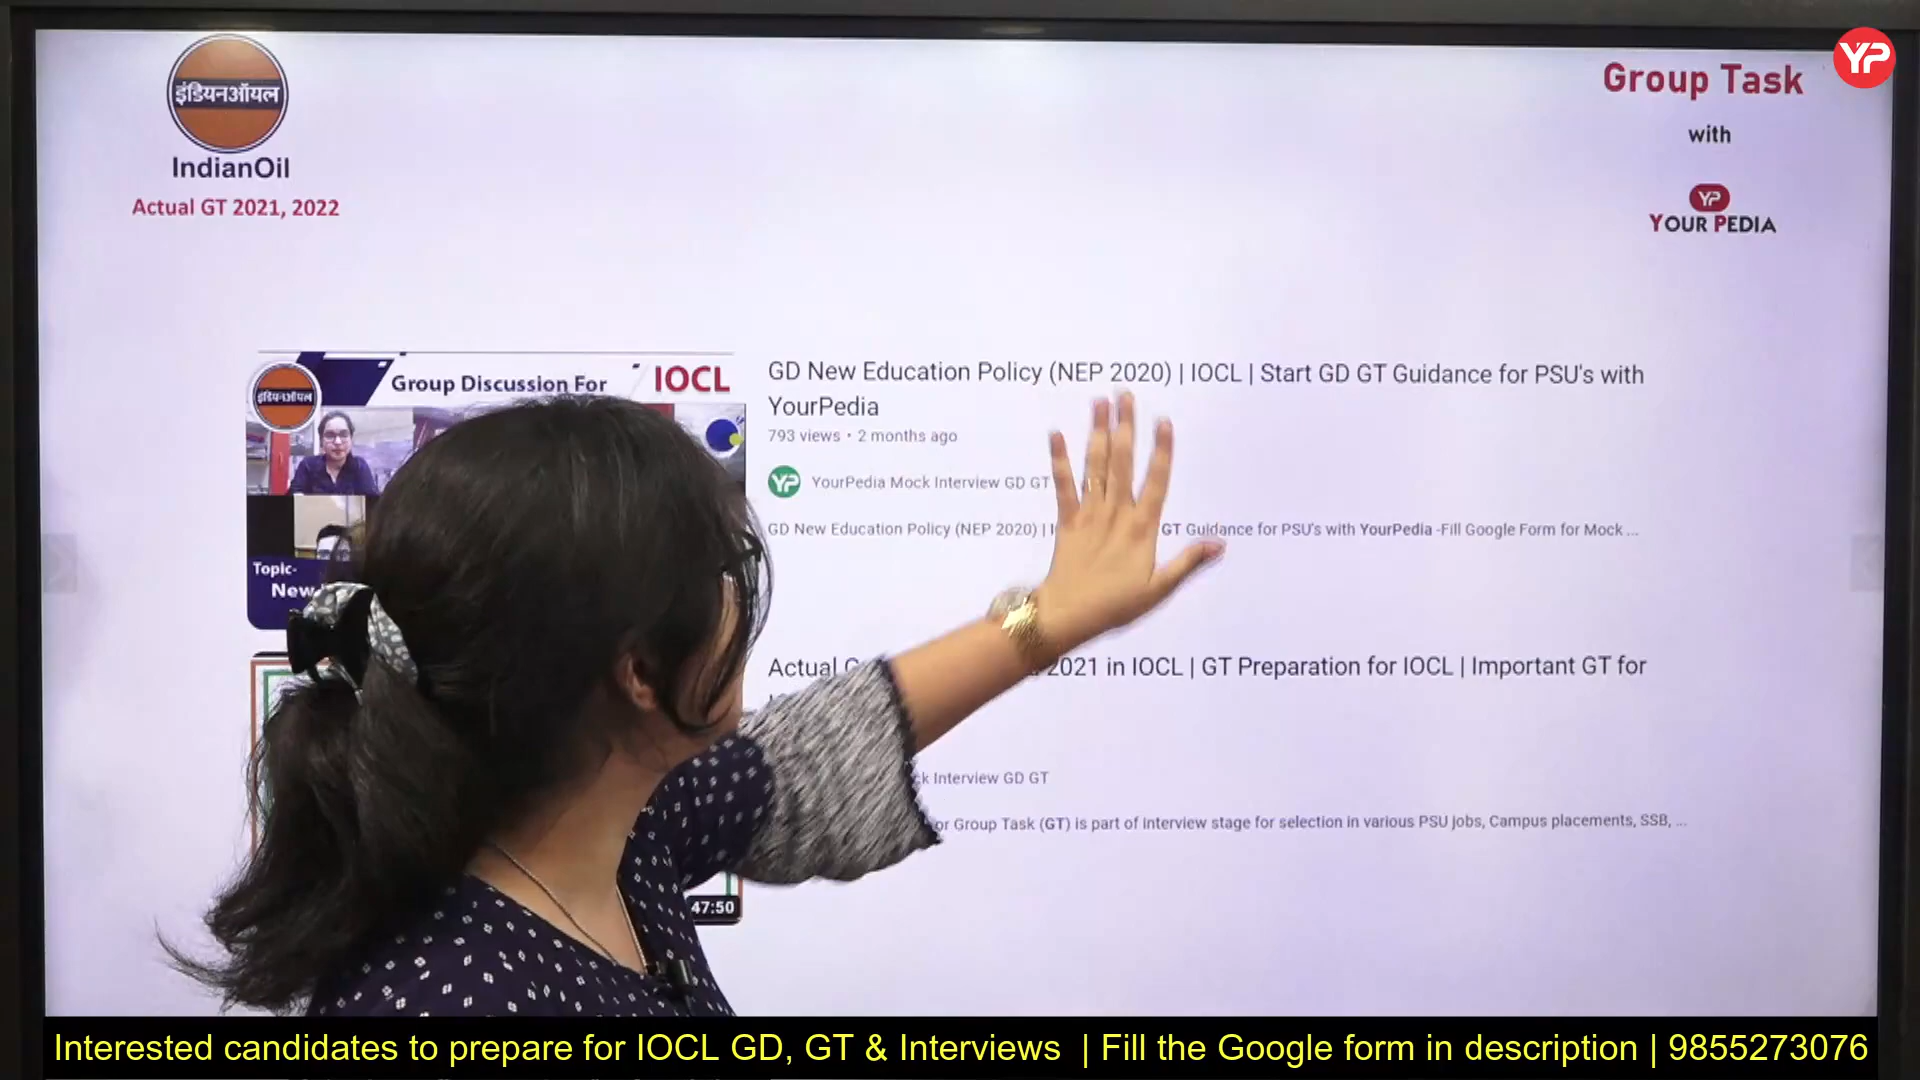 इंडियनऑयल
IndianOil
Actual GT 2021, 2022
Group Task
YP
with
YP
YOUR PEDIA
Group Discussion For IOCL
इंडियनऑयल
Topic-
New
GD New Education Policy (NEP 2020) | IOCL | Start GD GT Guidance for PSU's with
YourPedia
793 views • 2 months ago
YP YourPedia Mock Interview GD GT
GD New Education Policy (NEP 2020) | GT Guidance for PSU's with YourPedia -Fill Google Form for Mock ...
Actual 2021 in IOCL | GT Preparation for IOCL | Important GT for
Interview GD GT
or Group Task (GT) is part of interview stage for selection in various PSU jobs, Campus placements, SSB, ...
47:50
Interested candidates to prepare for IOCL GD, GT & Interviews | Fill the Google form in description | 9855273076